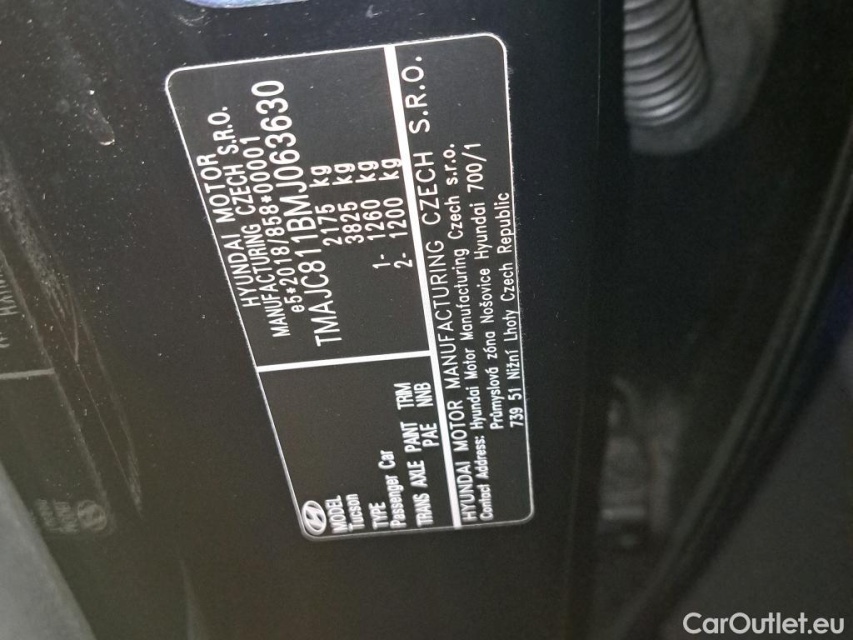 HYUNDAI MOTOR
MANUFACTURING CZECH S.R.O.
e5*2018/858*00001
TMAJC811BMJ063630
2175 kg
3825 kg
1- 1260 kg
2- 1200 kg
MODEL
Tucson
TYPE
Passenger Car
TRANS AXLE PAINT TRIM
PAE NNB
HYUNDAI MOTOR MANUFACTURING CZECH S.R.O.
Contact Address: Hyundai Motor Manufacturing Czech s.r.o.
Průmyslová zóna Nošovice Hyundai 700/1
739 51 Nižní Lhoty Czech Republic
CarOutlet.eu